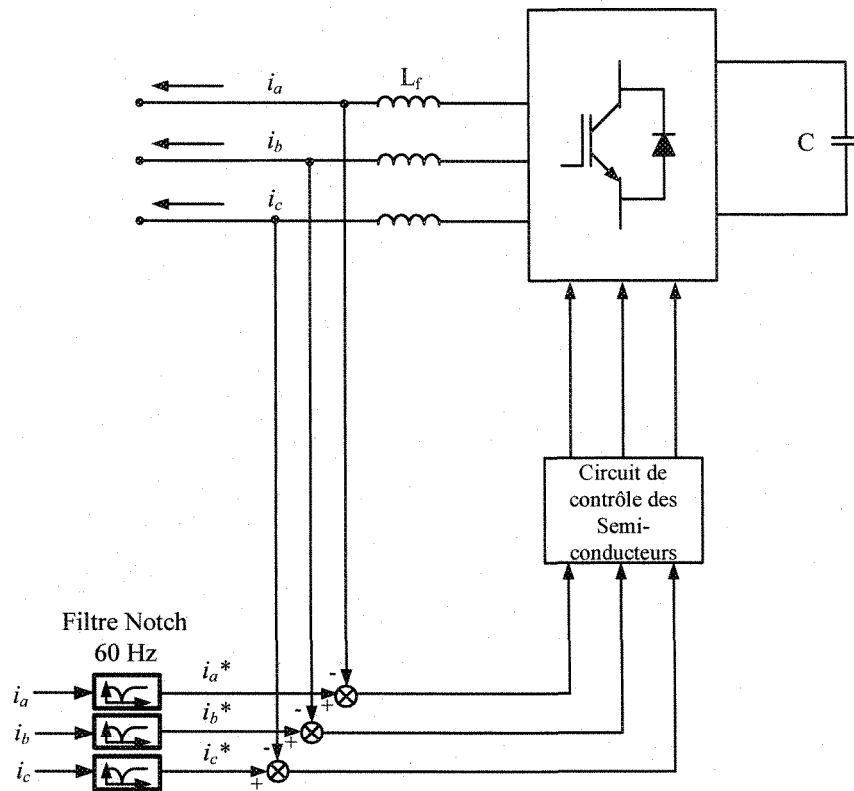 i_a
L_f
i_b
i_c
C
Circuit de
contrôle des
Semi-
conducteurs
Filtre Notch
60 Hz
i_a
i_a*
-
+
i_b
i_b*
-
+
i_c
i_c*
-
+